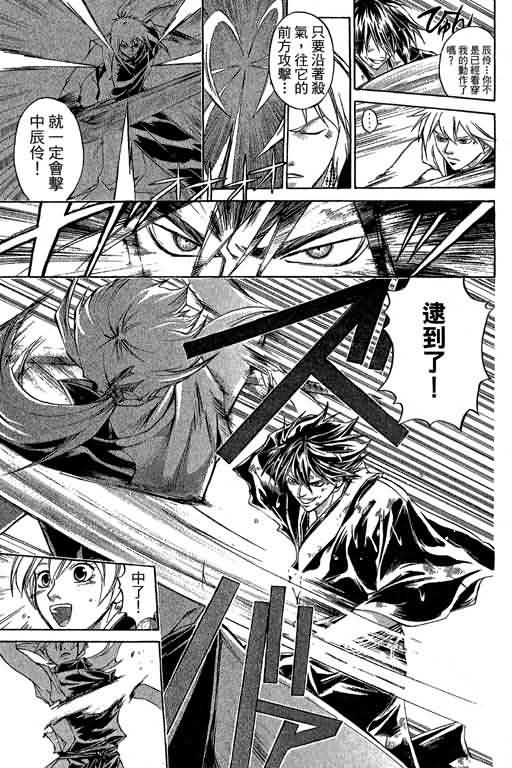 辰伶…你不
是已經看穿
我的動作了
嗎？
…
只要沿著殺
氣，往它的
前方攻擊…
就一定會擊
中辰伶！
逮到了！
中了！